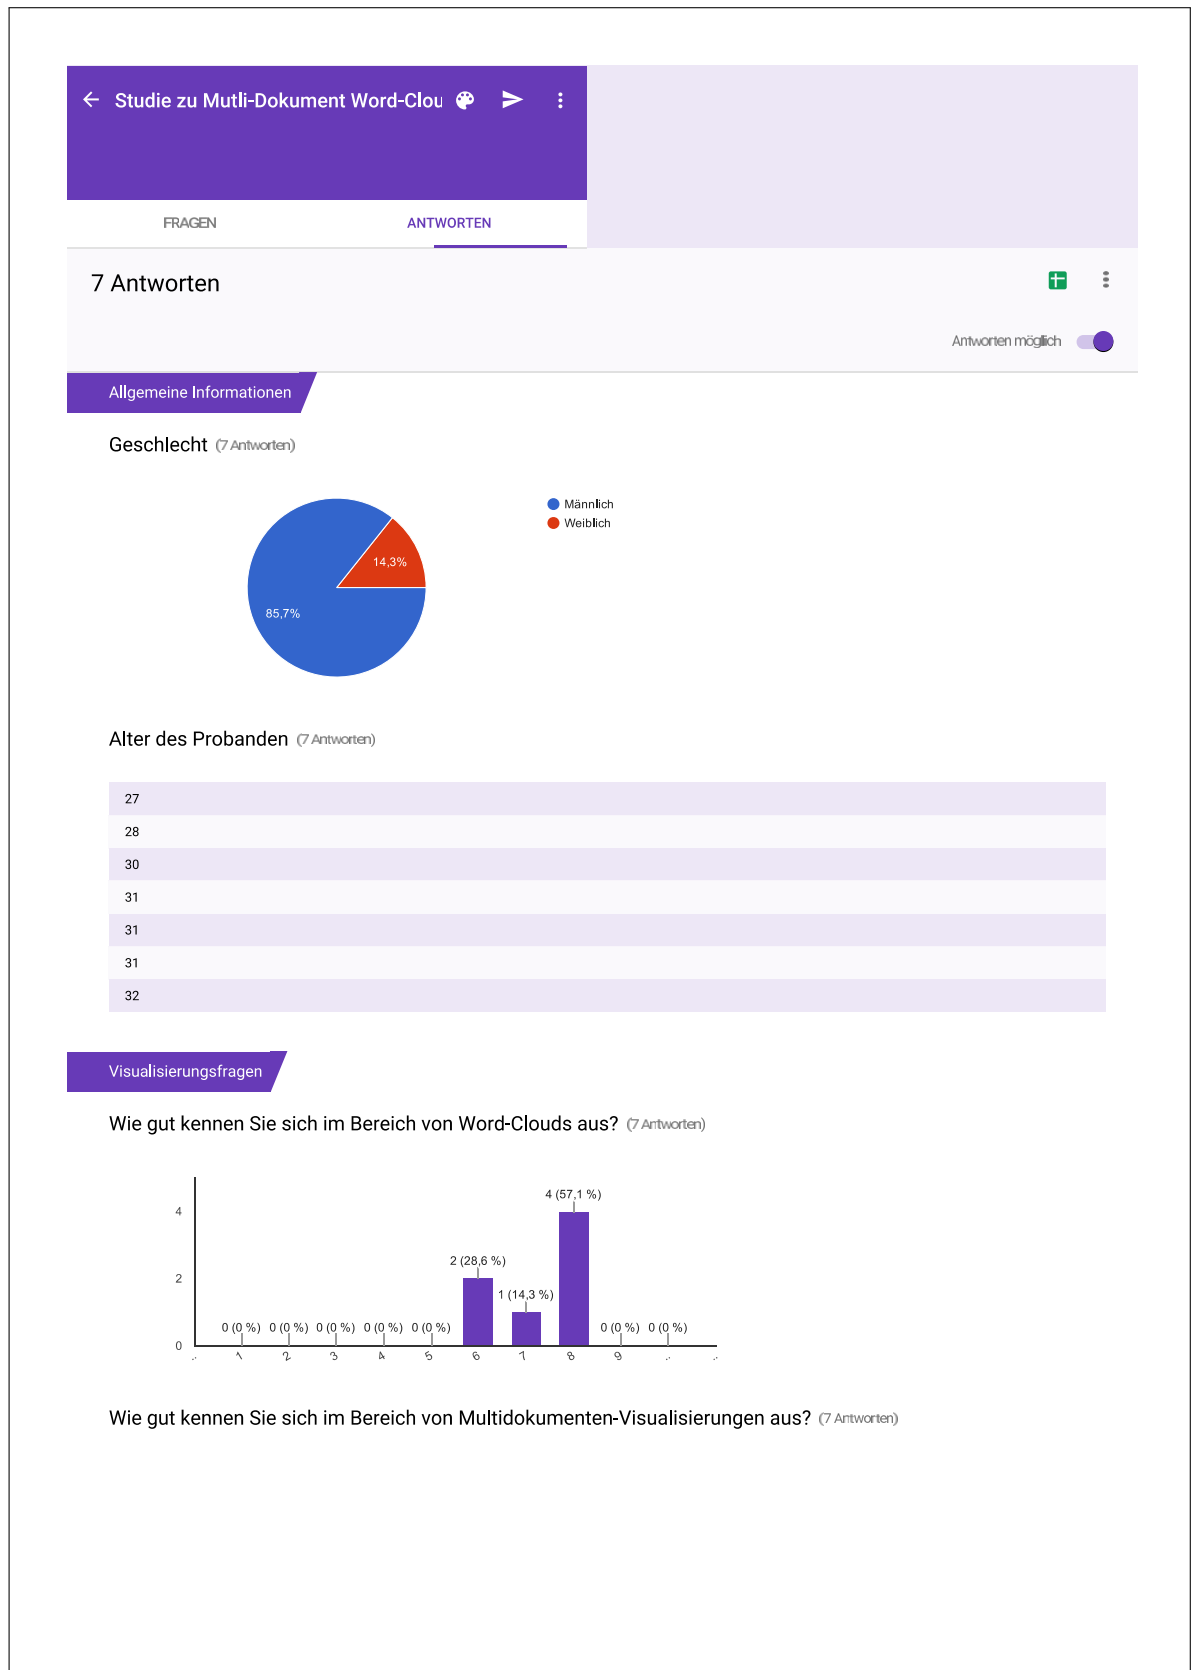 Studie zu Mutli-Dokument Word-Clou
FRAGEN ANTWORTEN
7 Antworten
Antworten möglich
Allgemeine Informationen
Geschlecht (7 Antworten)
Männlich
Weiblich
14,3%
85,7%
Alter des Probanden (7 Antworten)
27
28
30
31
31
31
32
Visualisierungsfragen
Wie gut kennen Sie sich im Bereich von Word-Clouds aus? (7 Antworten)
4 (57,1 %)
4
2 (28,6 %)
2
1 (14,3 %)
0 (0 %) 0 (0 %) 0 (0 %) 0 (0 %) 0 (0 %) 0 (0 %) 0 (0 %)
0
.. 1 2 3 4 5 6 7 8 9 .. ..
Wie gut kennen Sie sich im Bereich von Multidokumenten-Visualisierungen aus? (7 Antworten)